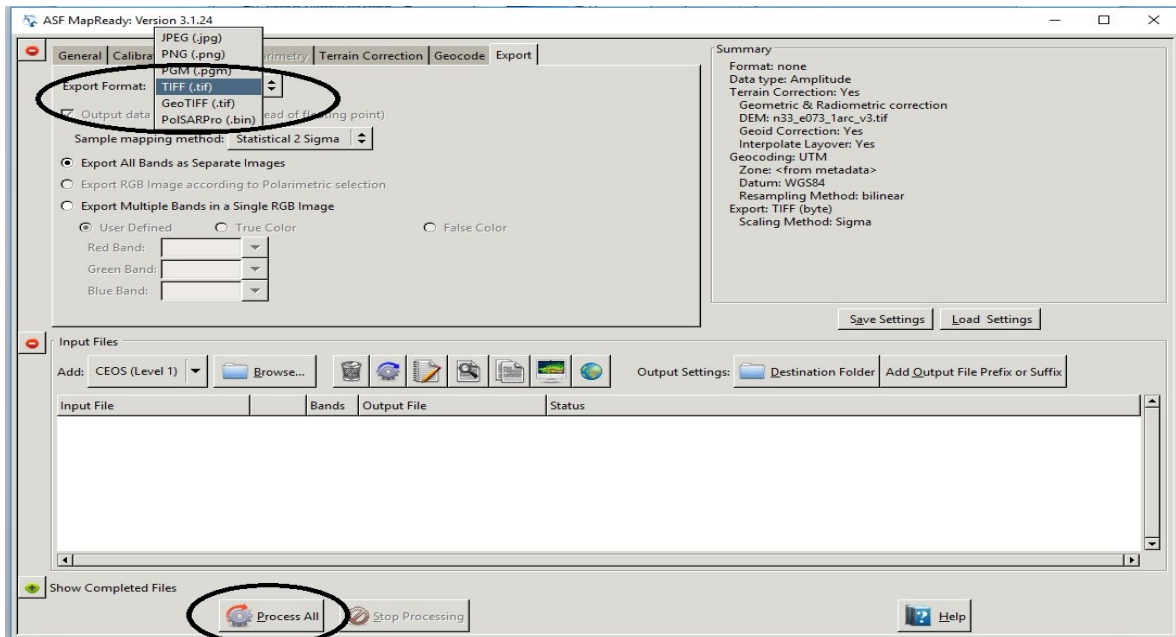 ASF MapReady: Version 3.1.24
General Calibra Terrain Correction Geocode Export
JPEG (.jpg)
PNG (.png)
PGM (.pgm)
TIFF (.tif)
GeoTIFF (.tif)
PolSARPro (.bin)
Export Format:
Output data ead of floating point)
Sample mapping method: Statistical 2 Sigma
Export All Bands as Separate Images
Export RGB Image according to Polarimetric selection
Export Multiple Bands in a Single RGB Image
User Defined True Color False Color
Red Band:
Green Band:
Blue Band:
Summary
Format: none
Data type: Amplitude
Terrain Correction: Yes
Geometric & Radiometric correction
DEM: n33_e073_1arc_v3.tif
Geoid Correction: Yes
Interpolate Layover: Yes
Geocoding: UTM
Zone: <from metadata>
Datum: WGS84
Resampling Method: bilinear
Export: TIFF (byte)
Scaling Method: Sigma
Save Settings Load Settings
Input Files
Add: CEOS (Level 1) Browse... Output Settings: Destination Folder Add Output File Prefix or Suffix
Input File Bands Output File Status
Show Completed Files
Process All Stop Processing Help